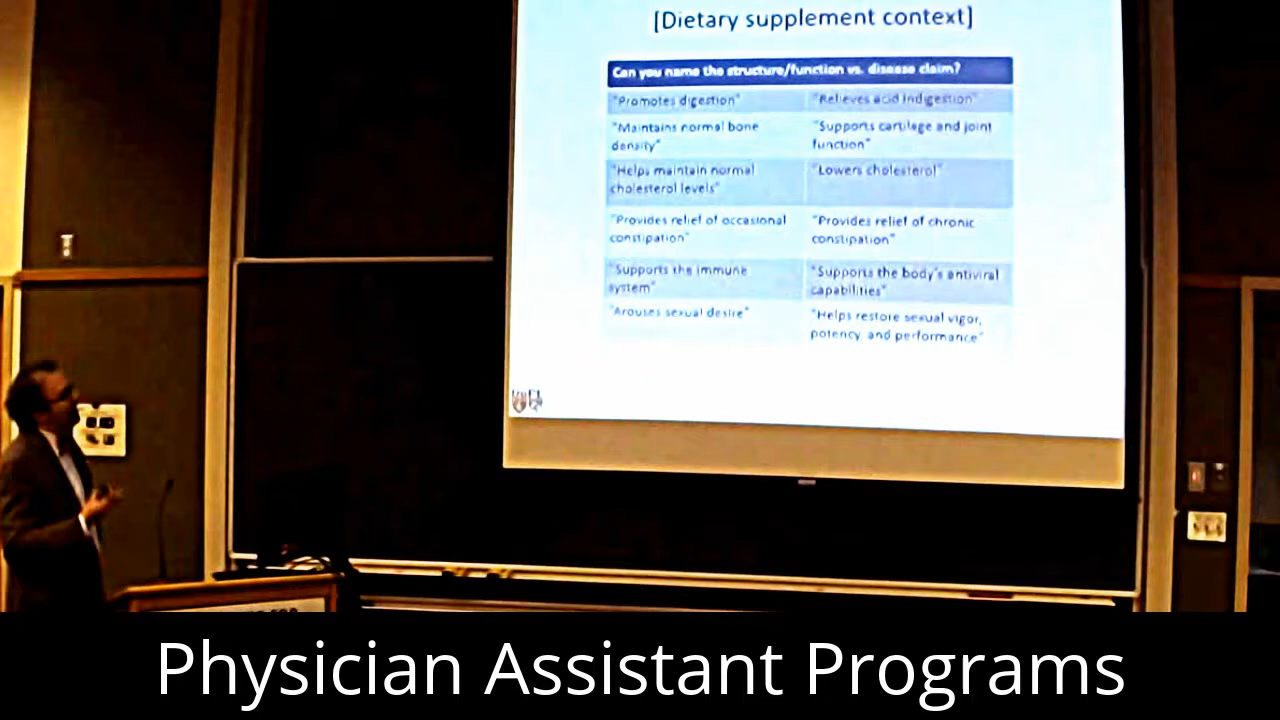 [Dietary supplement context]
Can you name the structure/function vs. disease claim?
"Promotes digestion" "Relieves acid indigestion"
"Maintains normal bone "Supports cartilage and joint
density" function"
"Helps maintain normal "Lowers cholesterol"
cholesterol levels"
"Provides relief of occasional "Provides relief of chronic
constipation" constipation"
"Supports the immune "Supports the body's antiviral
system" capabilities"
"Arouses sexual desire" "Helps restore sexual vigor,
potency, and performance"
Physician Assistant Programs